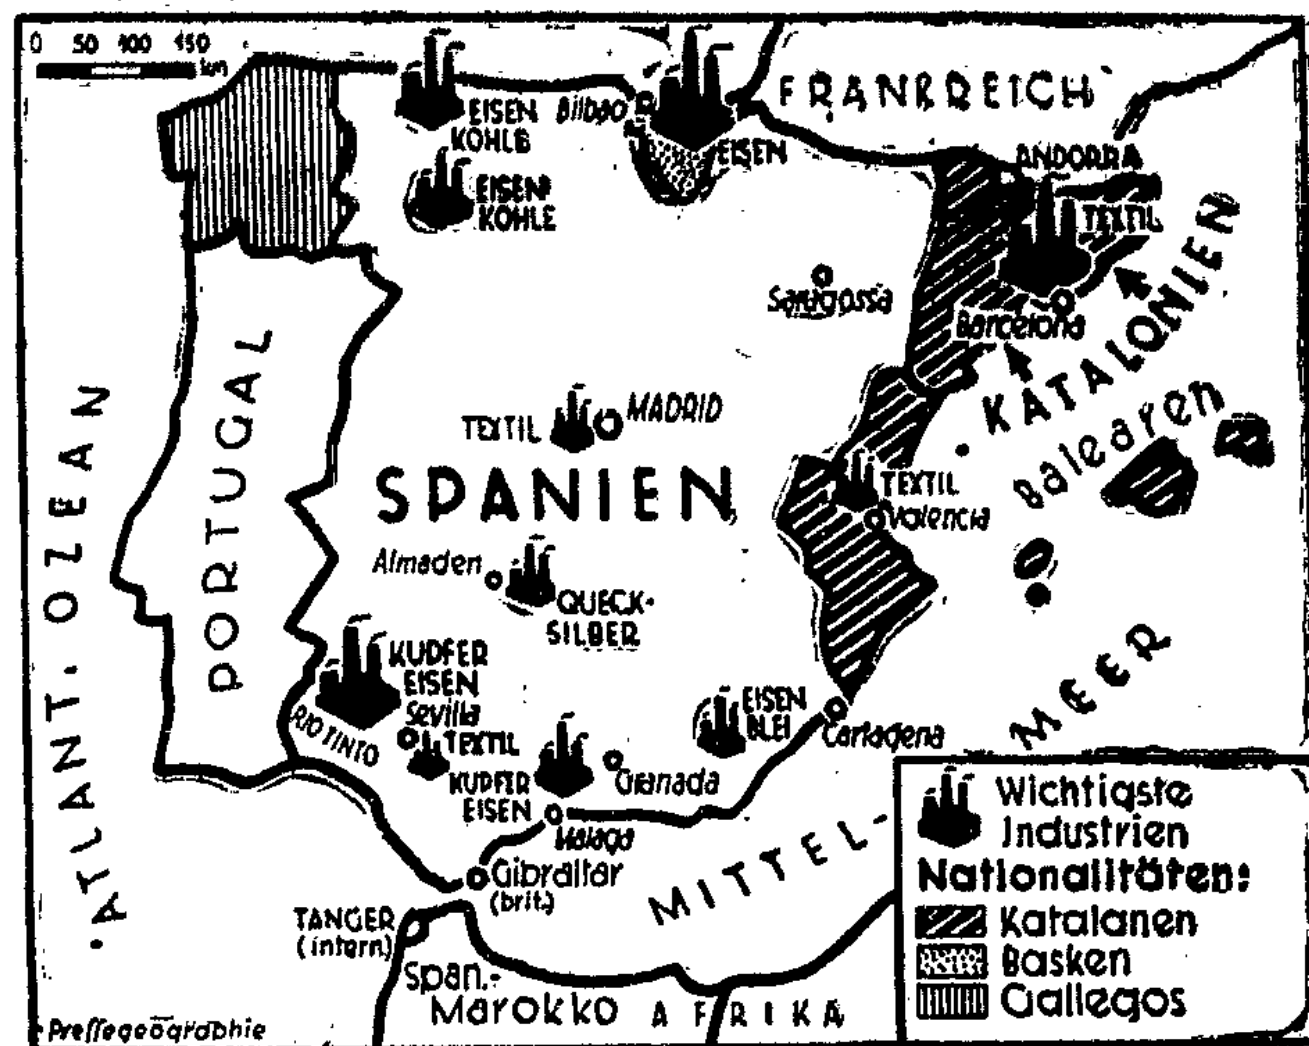 0 50 100 150
km
FRANKREICH
EISEN
KOHLE
Bilbao
EISEN
EISEN
KOHLE
ANDORRA
TEXTIL
Saragossa
Barcelona
KATALONIEN
Balearen
TEXTIL
MADRID
SPANIEN
PORTUGAL
ATLANT. OZEAN
TEXTIL
Valencia
Almaden
QUECK-
SILBER
KUPFER
EISEN
Sevilla
RIO TINTO
TEXTIL
KUPFER
EISEN
Granada
Malaga
EISEN
BLEI
Cartagena
MITTEL-
MEER
Gibraltar
(brit.)
TANGER
(intern)
Span.-
Marokko
AFRIKA
Wichtigste
Industrien
Nationalitäten:
Katalanen
Basken
Gallegos
Pressegeographie